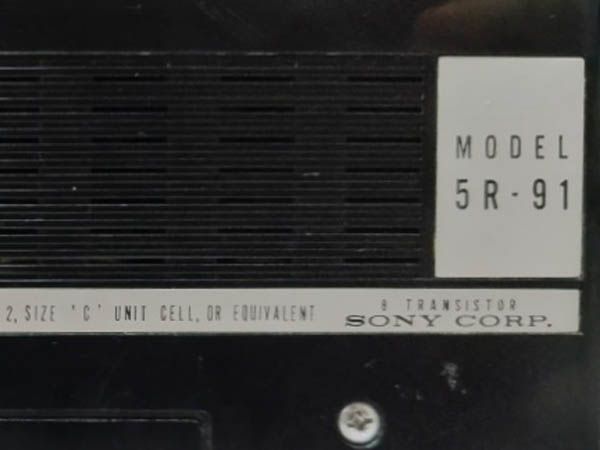 MODEL
5R-91
2, SIZE 'C' UNIT CELL, OR EQUIVALENT
8 TRANSISTOR
SONY CORP.